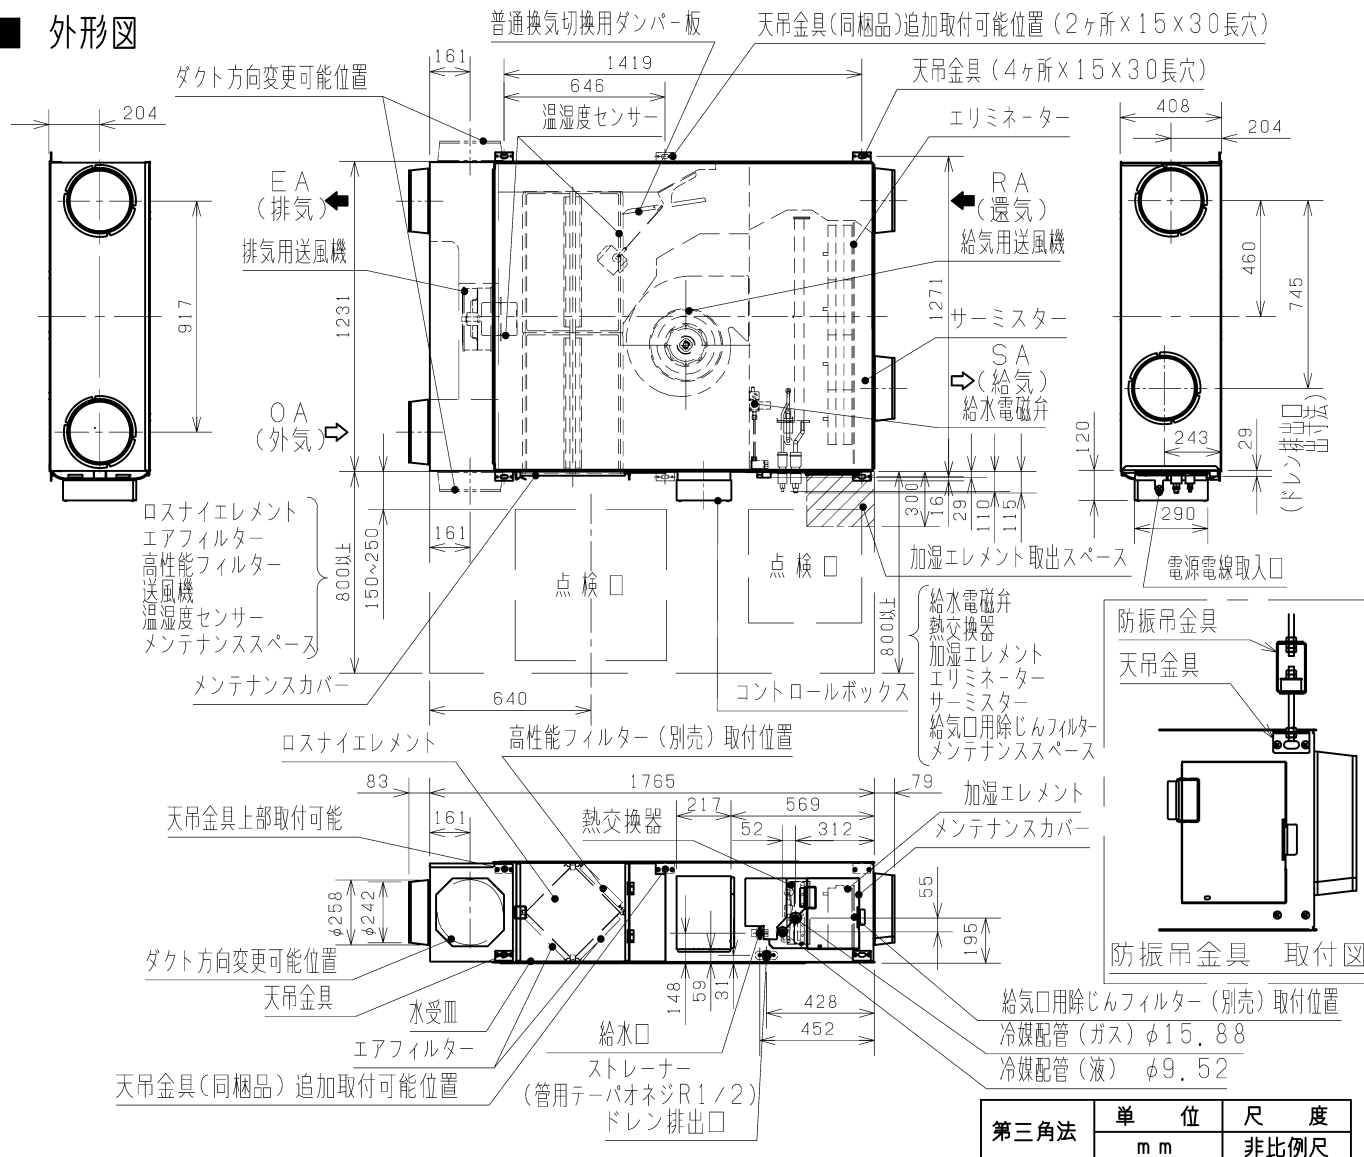 ■ 外形図
普通換気切換用ダンパー板
天吊金具(同梱品)追加取付可能位置(2ヶ所×15×30長穴)
161
1419
天吊金具(4ヶ所×15×30長穴)
ダクト方向変更可能位置
646
温湿度センサー
エリミネーター
204
408
204
EA
(排気)
RA
(還気)
排気用送風機
給気用送風機
917
1231
1271
460
745
サーミスター
SA
(給気)
給水電磁弁
OA
(外気)
120
243
29
(ドレン排出口
出寸法)
290
300
16
29
110
115
161
800以上
150~250
ロスナイエレメント
エアフィルター
高性能フィルター
送風機
温湿度センサー
メンテナンススペース
点検口
点検口
加湿エレメント取出スペース
電源電線取入口
800以上
給水電磁弁
熱交換器
加湿エレメント
エリミネーター
サーミスター
給気口用除じんフィルター
メンテナンススペース
防振吊金具
天吊金具
メンテナンスカバー
640
コントロールボックス
ロスナイエレメント
高性能フィルター(別売)取付位置
83
1765
79
217
569
加湿エレメント
天吊金具上部取付可能
161
熱交換器
52
312
メンテナンスカバー
φ258
φ242
55
195
ダクト方向変更可能位置
天吊金具
水受皿
エアフィルター
148
59
31
428
452
給水口
ストレーナー
(管用テーパオネジR1/2)
ドレン排出口
天吊金具(同梱品)追加取付可能位置
防振吊金具 取付図
給気口用除じんフィルター(別売)取付位置
冷媒配管(ガス)φ15.88
冷媒配管(液) φ9.52
第三角法
単位
尺度
mm
非比例尺